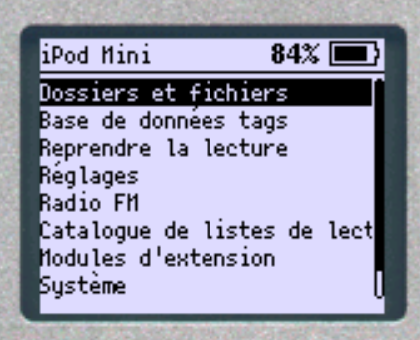 iPod Mini 84%
Dossiers et fichiers
Base de données tags
Reprendre la lecture
Réglages
Radio FM
Catalogue de listes de lect
Modules d'extension
Système